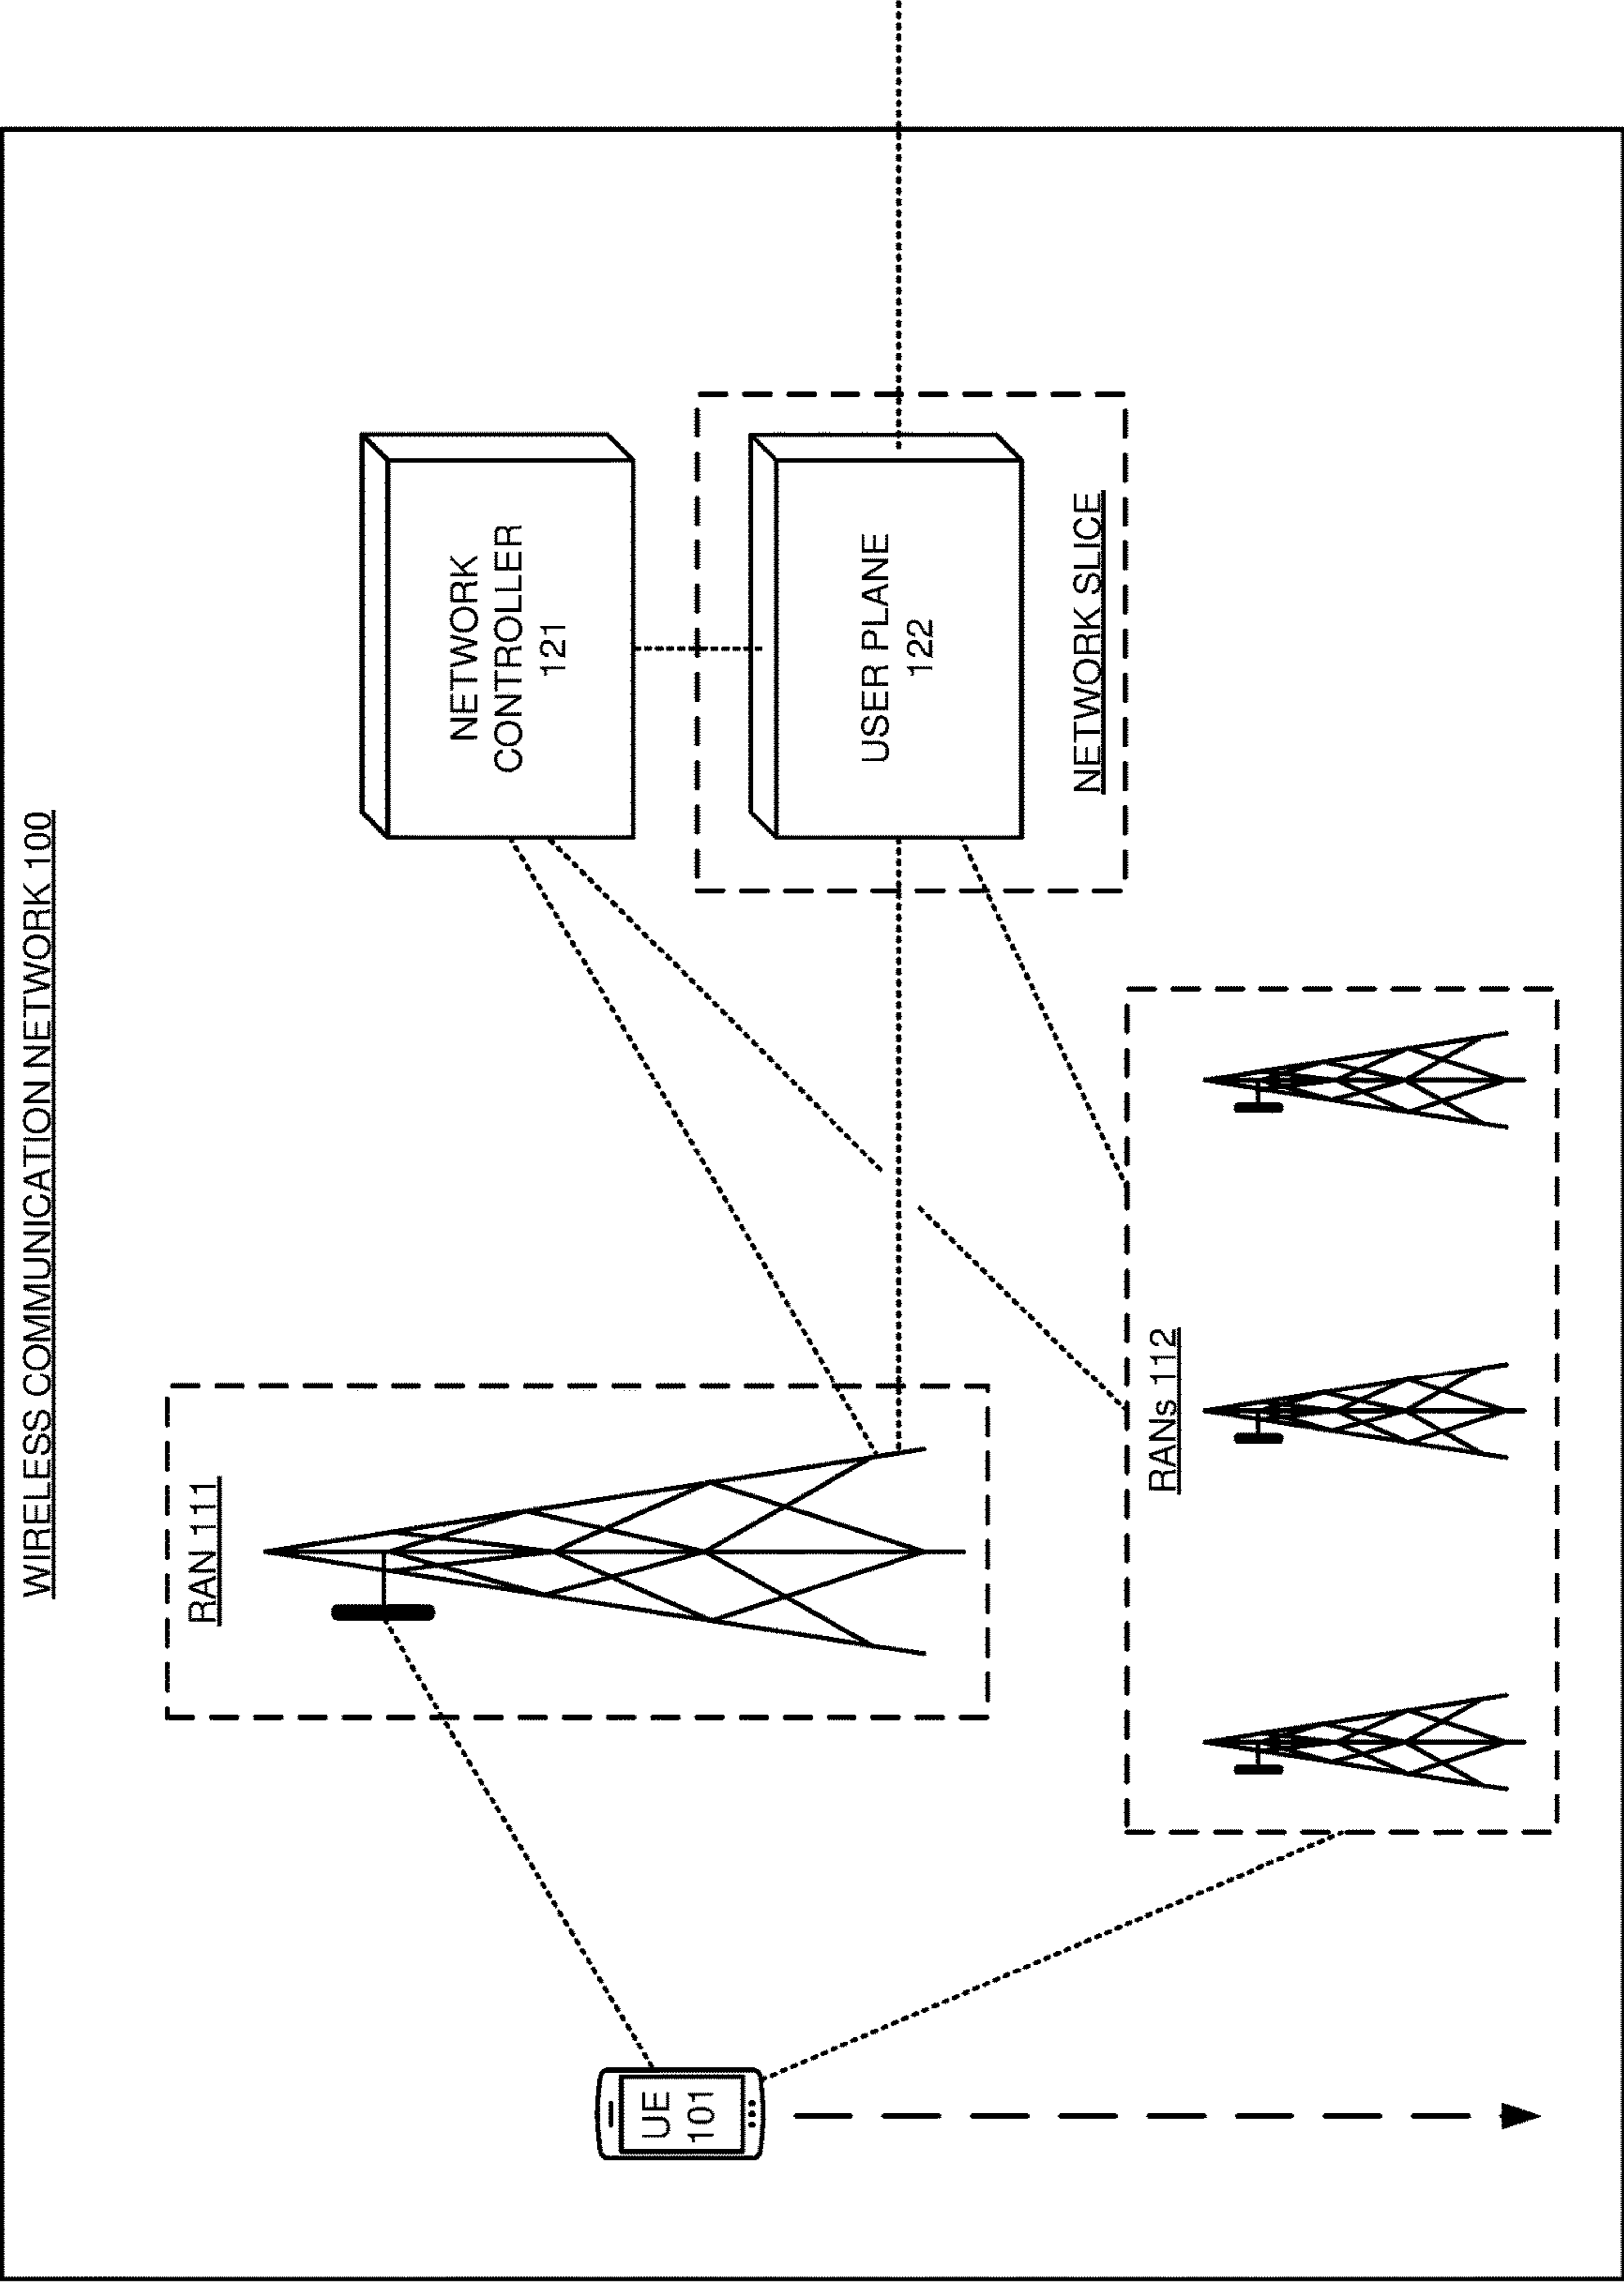 WIRELESS COMMUNICATION NETWORK 100
RAN 111
NETWORK
CONTROLLER
121
UE
101
USER PLANE
122
NETWORK SLICE
RANs 112